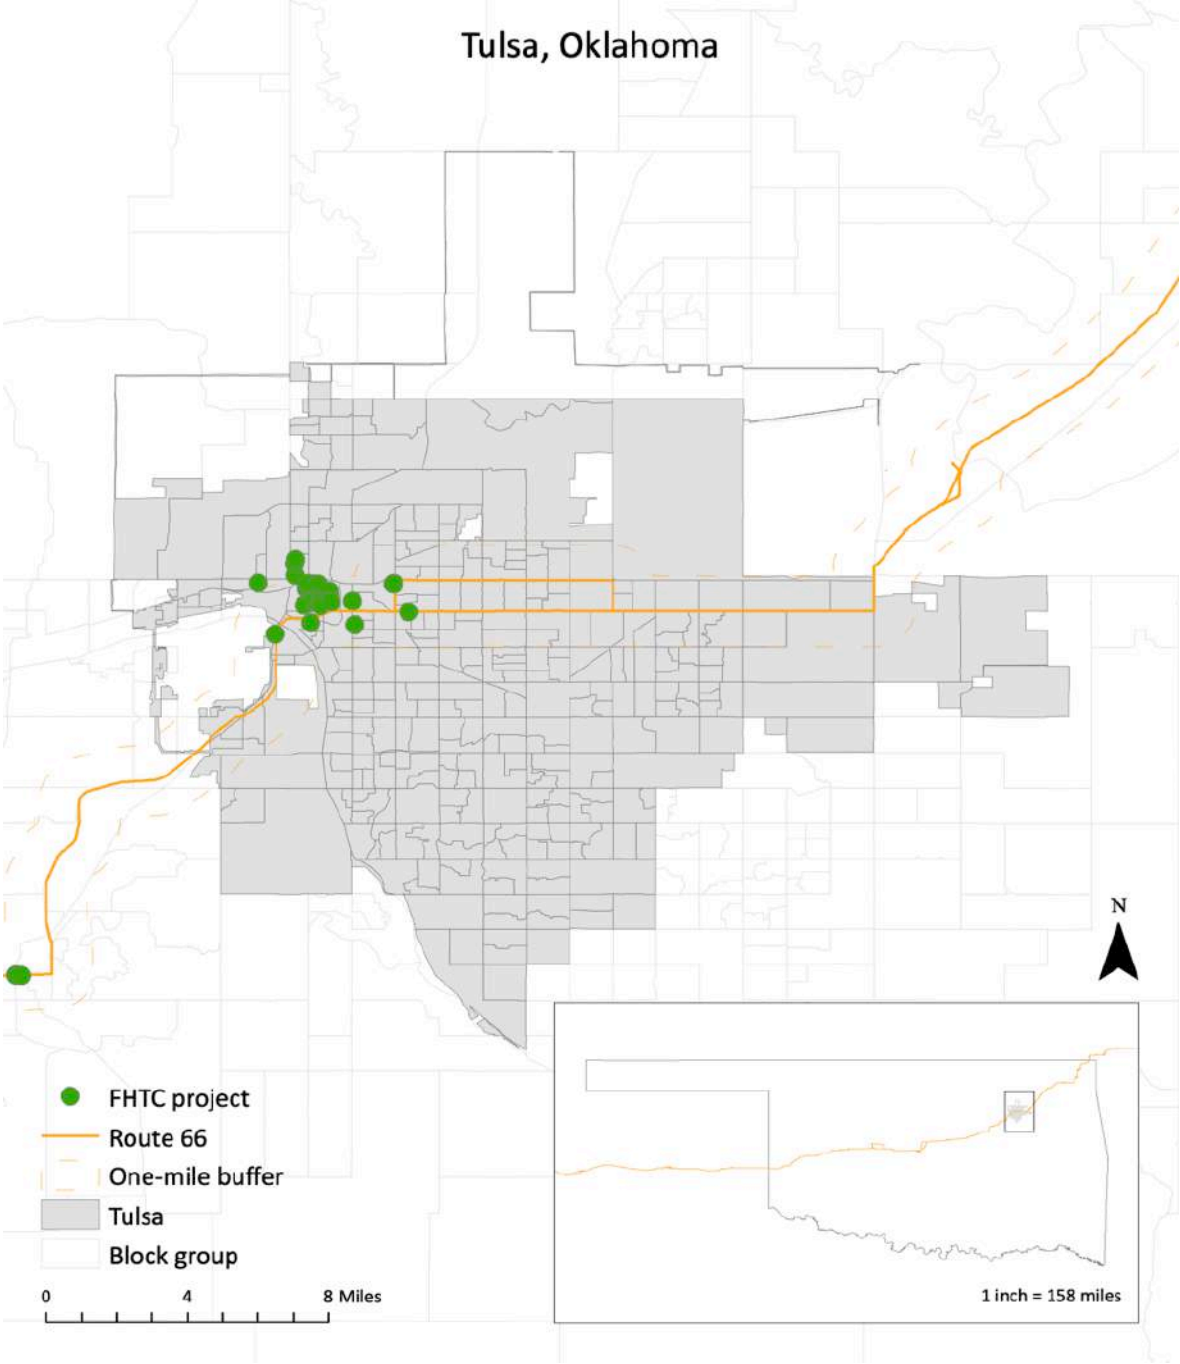 Tulsa, Oklahoma
N
FHTC project
Route 66
One-mile buffer
Tulsa
Block group
0 4 8 Miles
1 inch = 158 miles